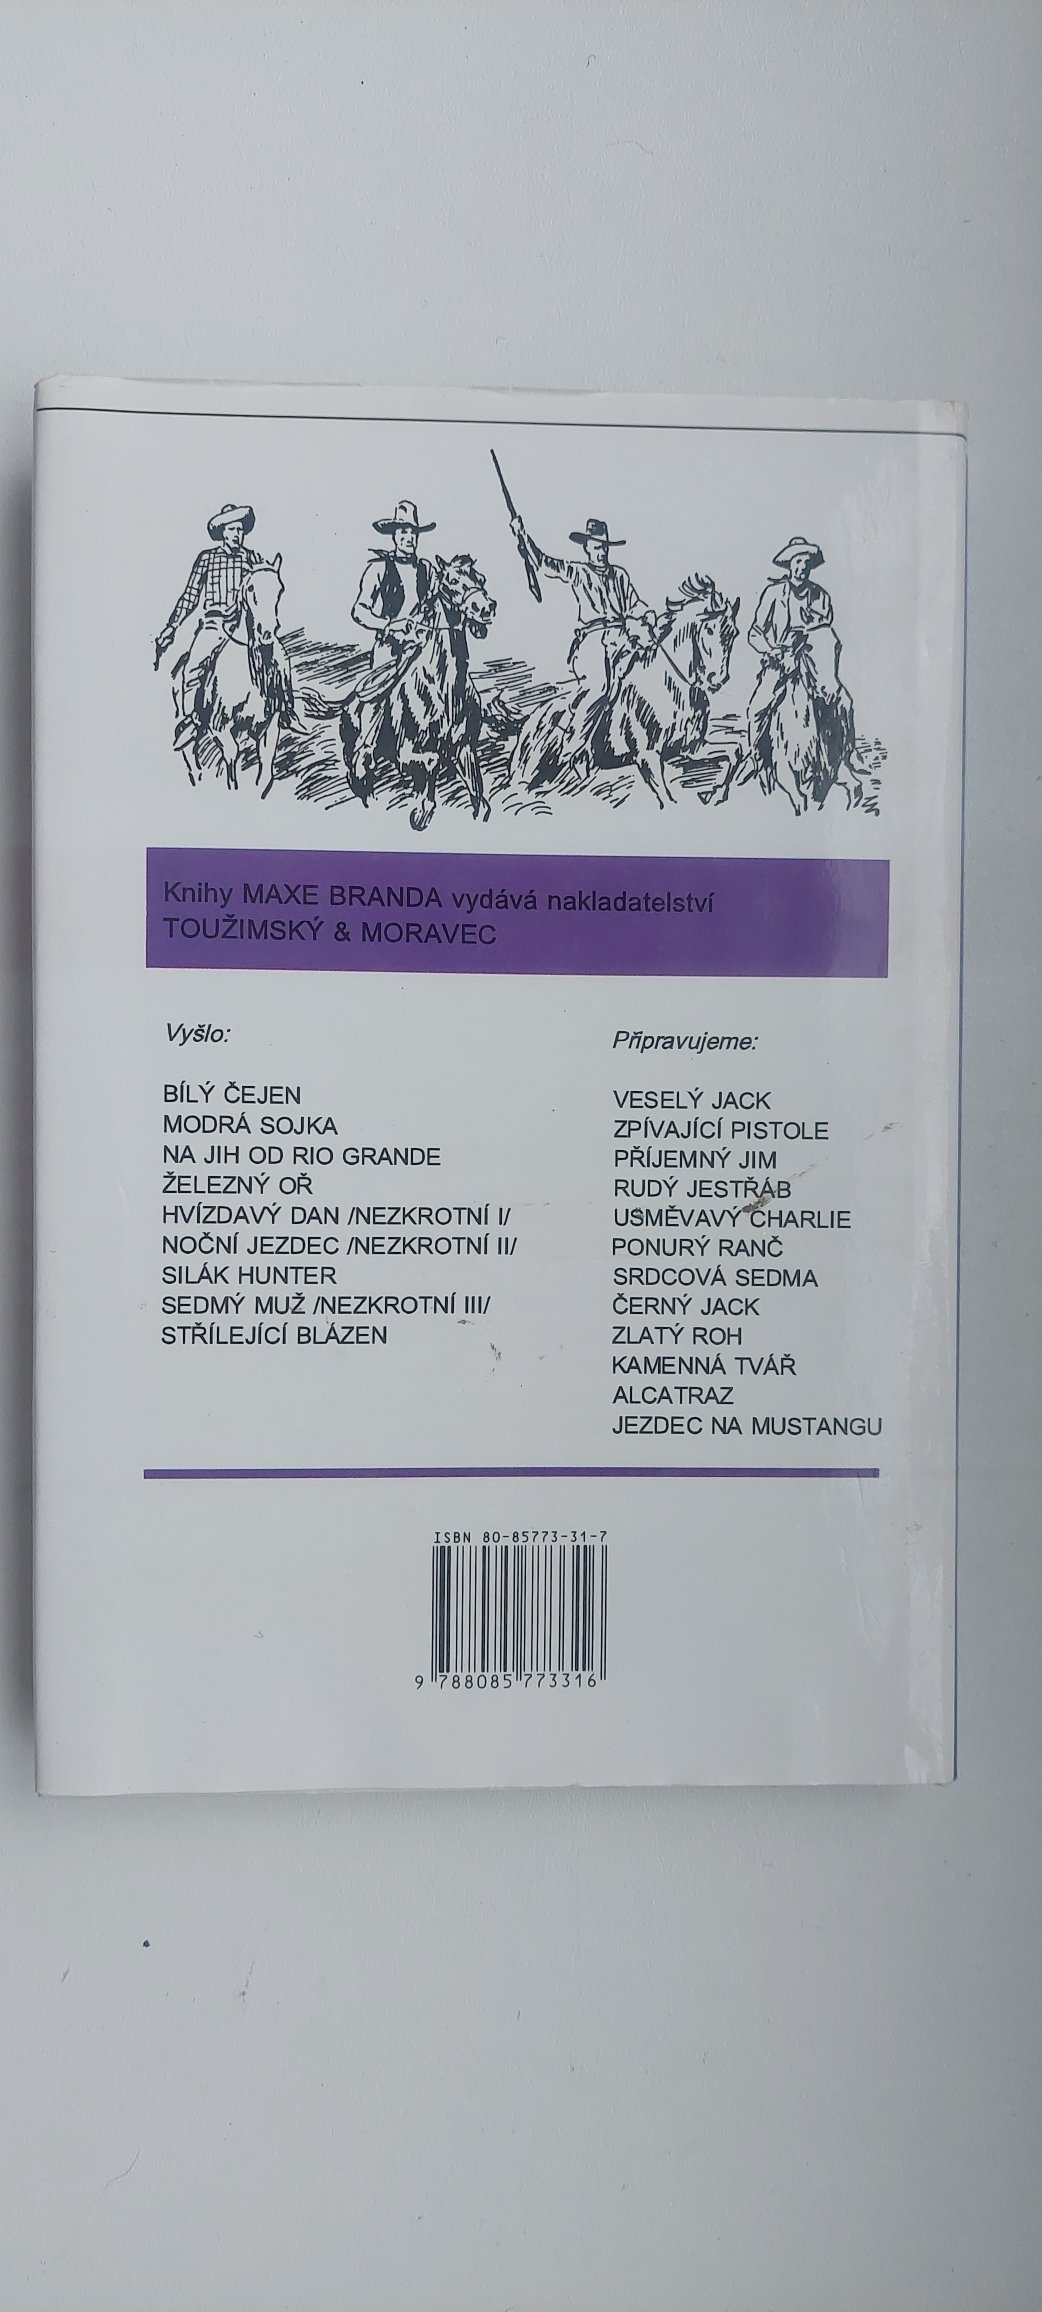 Knihy MAXE BRANDA vydává nakladatelství
TOUŽIMSKÝ & MORAVEC
Vyšlo:
BÍLÝ ČEJEN
MODRÁ SOJKA
NA JIH OD RIO GRANDE
ŽELEZNÝ OŘ
HVÍZDAVÝ DAN /NEZKROTNÍ I/
NOČNÍ JEZDEC /NEZKROTNÍ II/
SILÁK HUNTER
SEDMÝ MUŽ /NEZKROTNÍ III/
STŘÍLEJÍCÍ BLÁZEN
Připravujeme:
VESELÝ JACK
ZPÍVAJÍCÍ PISTOLE
PŘÍJEMNÝ JIM
RUDÝ JESTŘÁB
USMĚVAVÝ CHARLIE
PONURÝ RANČ
SRDCOVÁ SEDMA
ČERNÝ JACK
ZLATÝ ROH
KAMENNÁ TVÁŘ
ALCATRAZ
JEZDEC NA MUSTANGU
ISBN 80-85773-31-7
9 788085 773316